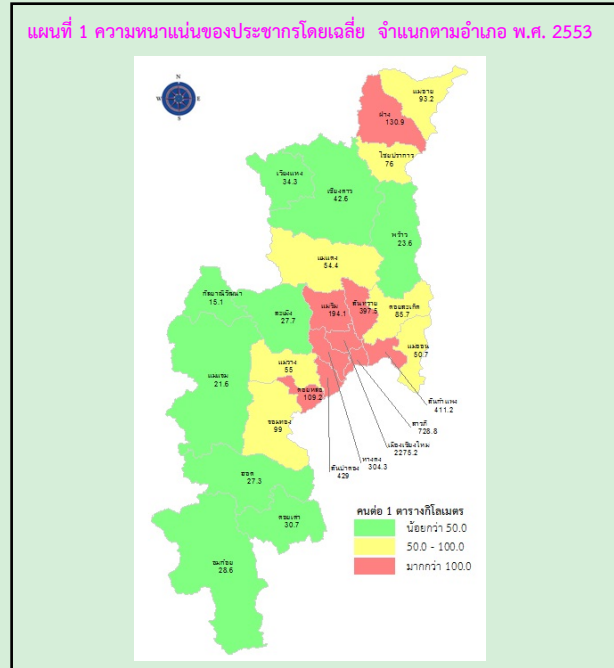 แผนที่ 1 ความหนาแน่นของประชากรโดยเฉลี่ย จำแนกตามอำเภอ พ.ศ. 2553
N
W
E
S
แม่อาย
93.2
ฝาง
130.9
ไชยปราการ
76
เวียงแหง
34.3
เชียงดาว
42.6
พร้าว
23.6
แม่แตง
54.4
กัลยาณิวัฒนา
15.1
สะเมิง
27.7
แม่ริม
194.1
สันทราย
397.5
ดอยสะเก็ด
85.7
แม่ออน
50.7
แม่แจ่ม
21.6
แม่วาง
55
ดอยหล่อ
109.2
จอมทอง
99
สันกำแพง
411.2
สารภี
728.8
เมืองเชียงใหม่
2275.2
หางดง
304.3
สันป่าตอง
429
ฮอด
27.3
ดอยเต่า
30.7
อมก๋อย
28.6
คนต่อ 1 ตารางกิโลเมตร
น้อยกว่า 50.0
50.0 - 100.0
มากกว่า 100.0